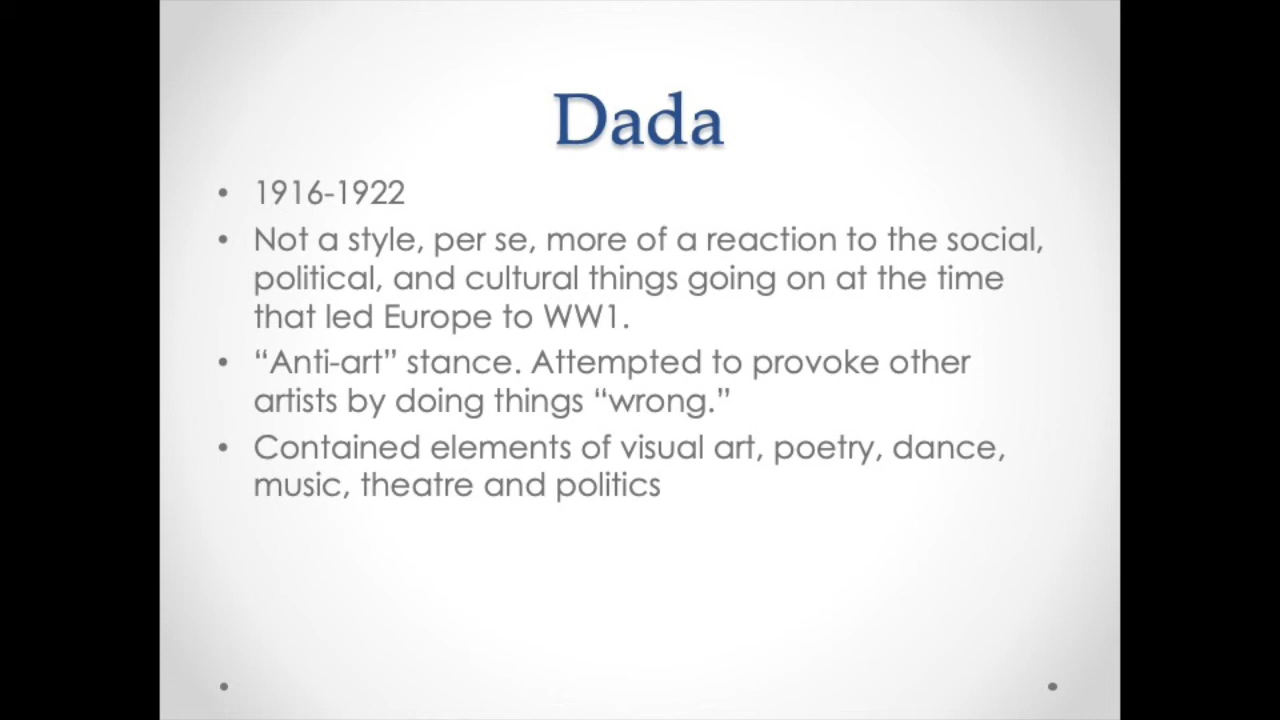 Dada
• 1916-1922
• Not a style, per se, more of a reaction to the social,
political, and cultural things going on at the time
that led Europe to WW1.
• “Anti-art” stance. Attempted to provoke other
artists by doing things “wrong.”
• Contained elements of visual art, poetry, dance,
music, theatre and politics